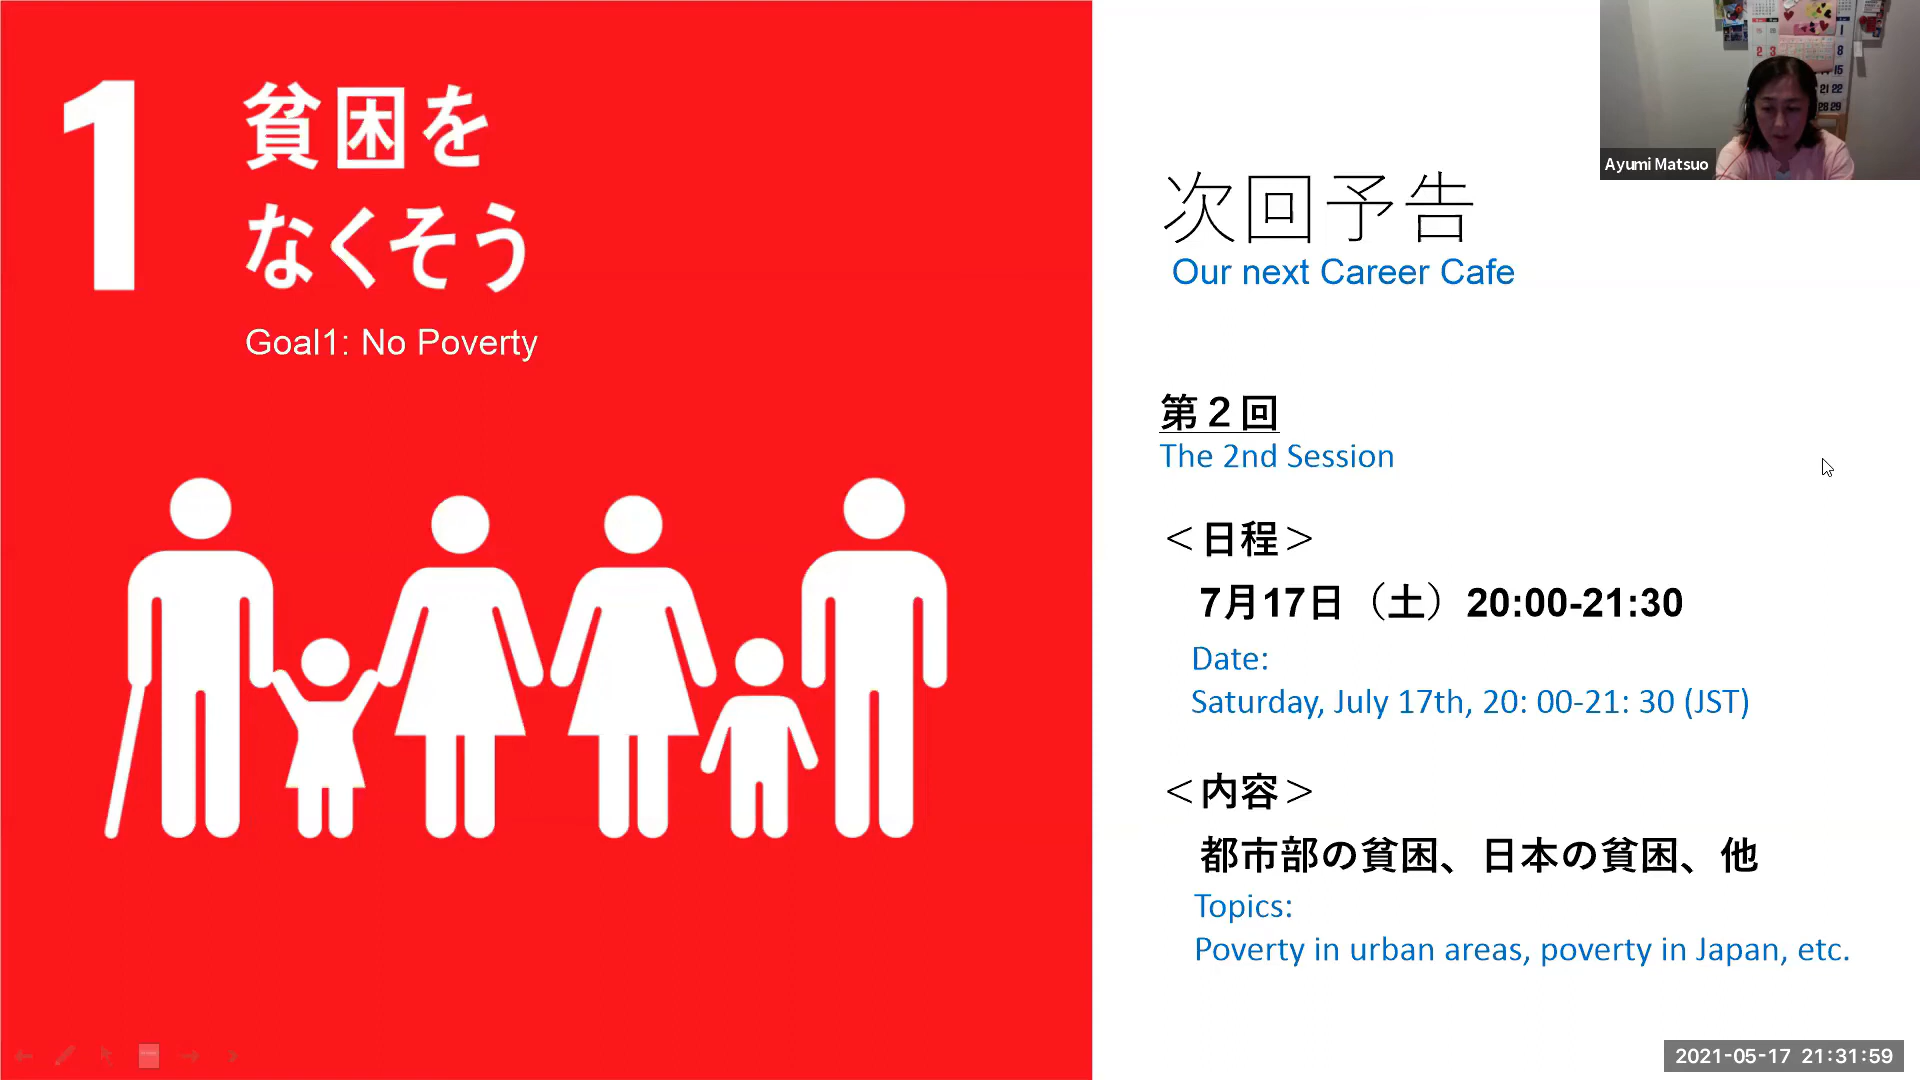 1
貧困を
なくそう
Goal1: No Poverty
Ayumi Matsuo
次回予告
Our next Career Cafe
第２回
The 2nd Session
＜日程＞
7月17日（土）20:00-21:30
Date:
Saturday, July 17th, 20: 00-21: 30 (JST)
＜内容＞
都市部の貧困、日本の貧困、他
Topics:
Poverty in urban areas, poverty in Japan, etc.
2021-05-17 21:31:59